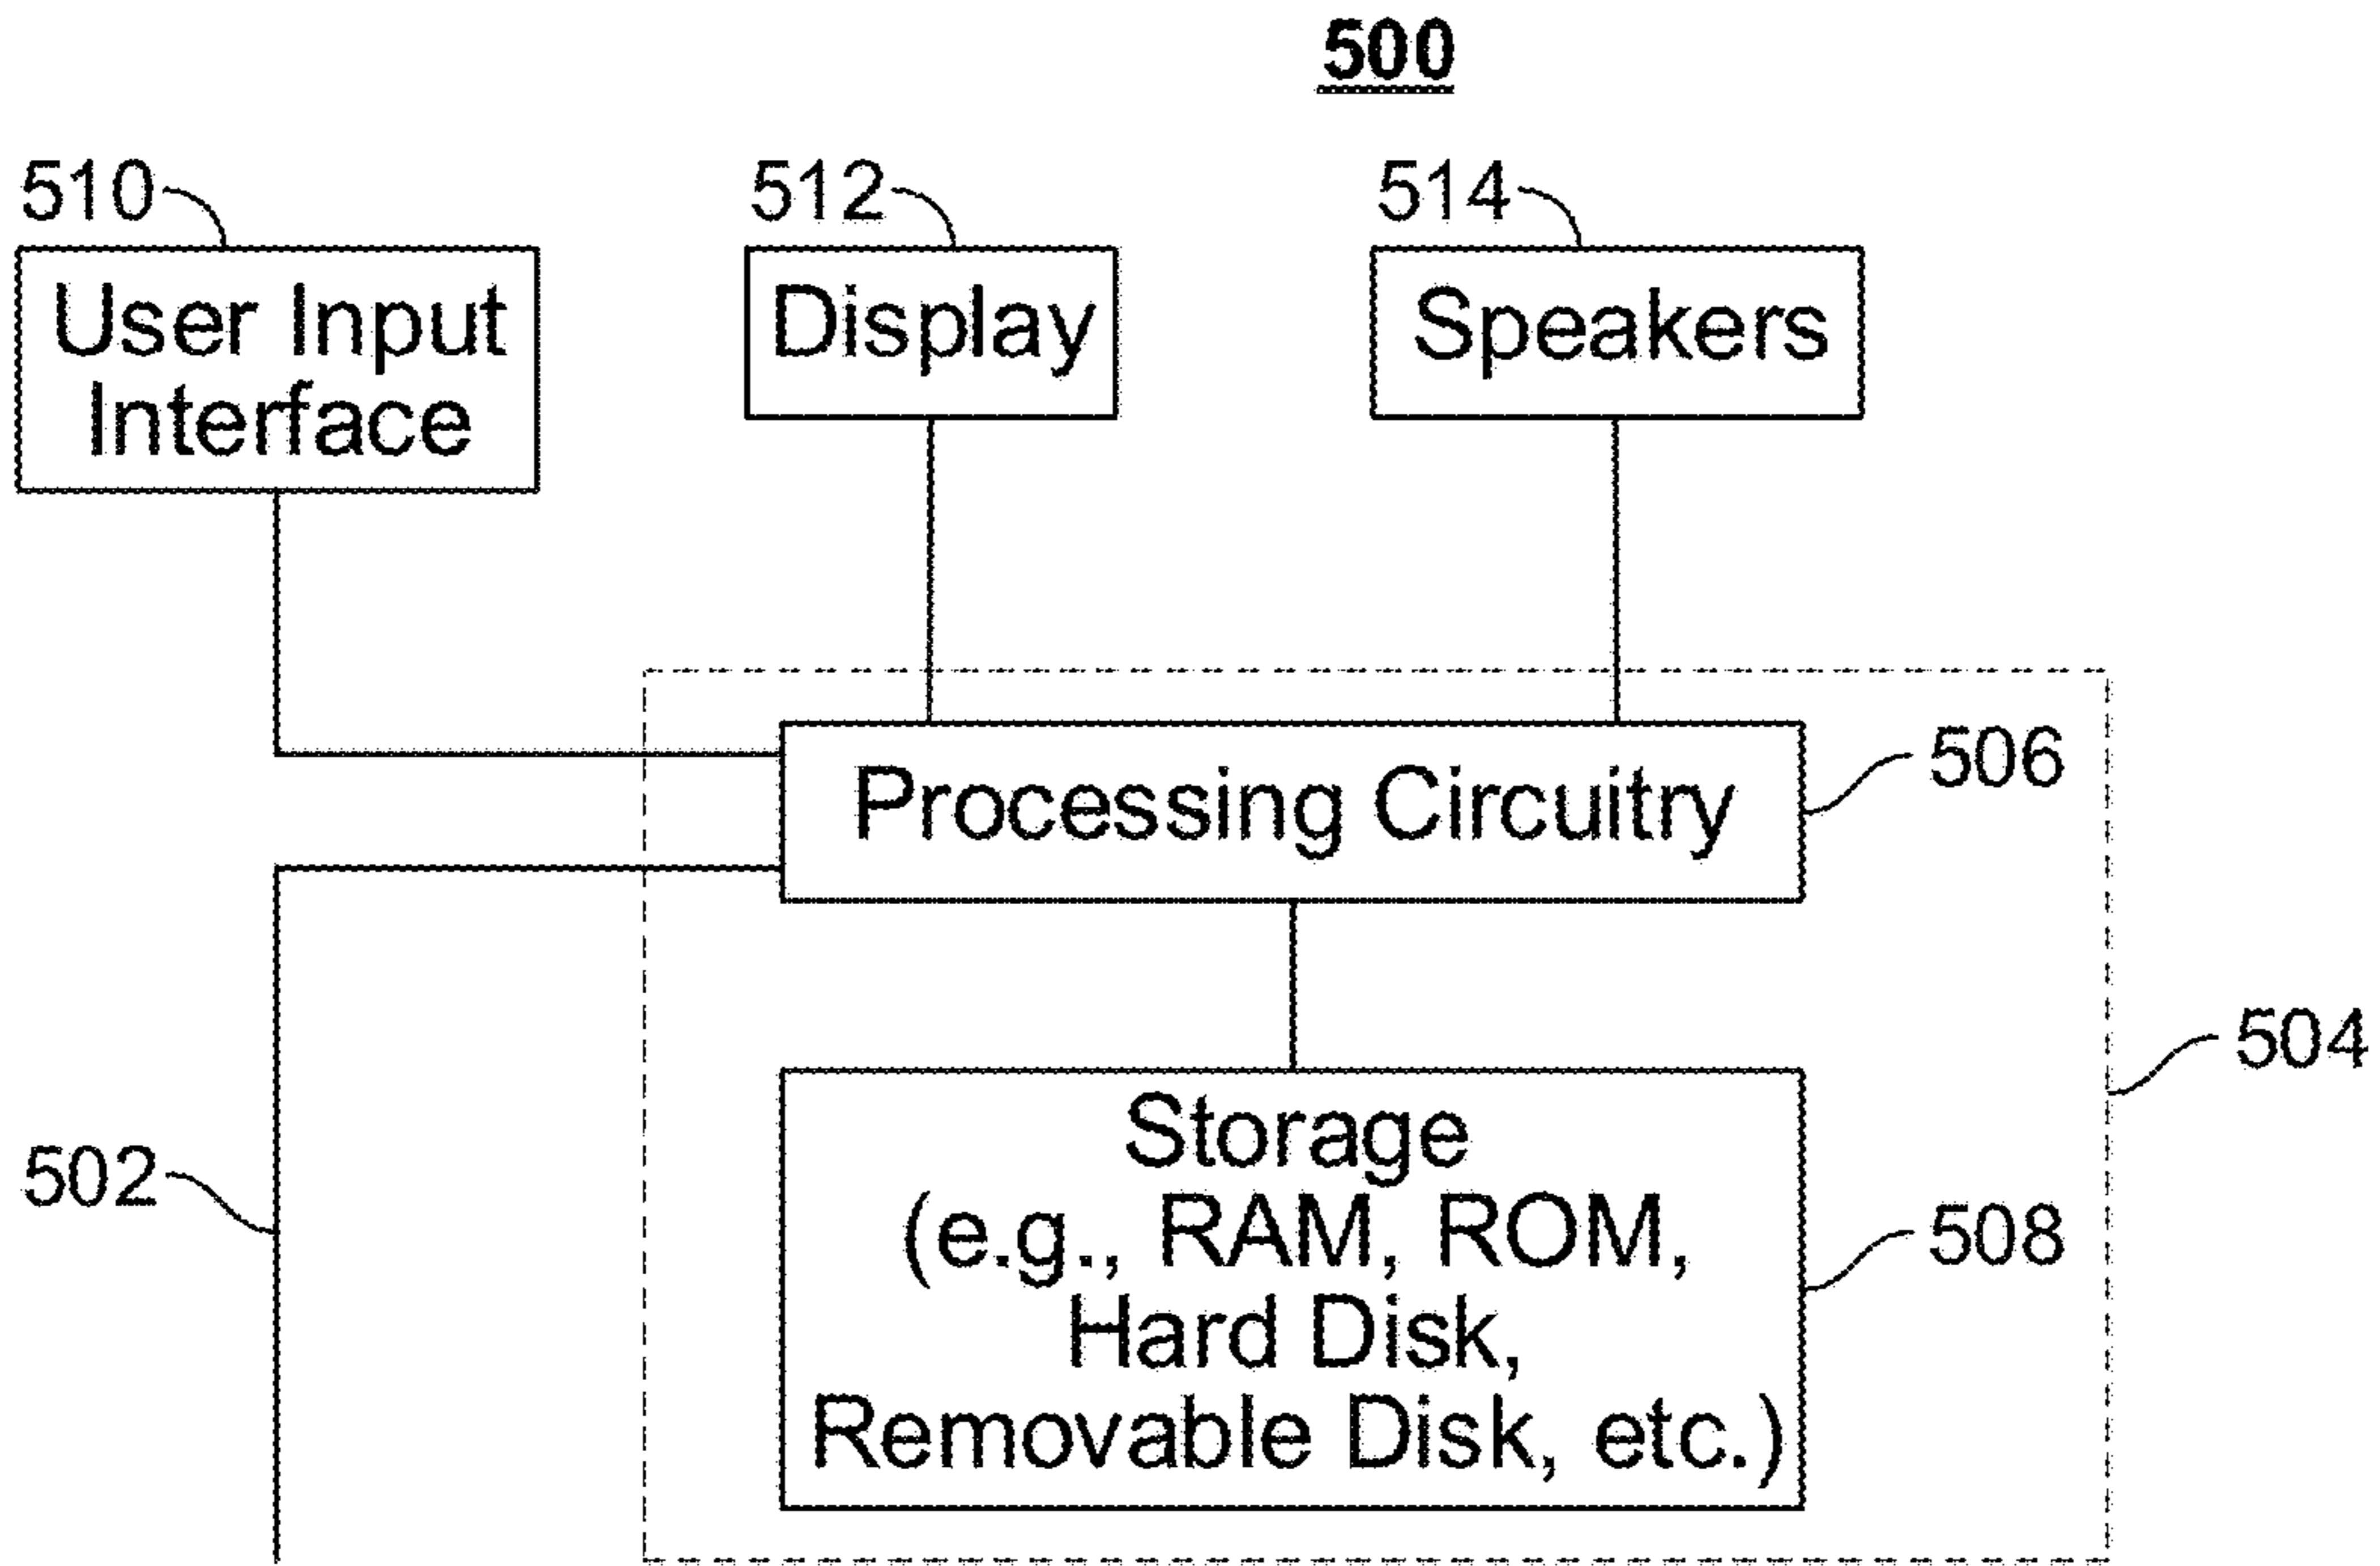 500
510
512
514
User Input
Interface
Display
Speakers
Processing Circuitry
506
504
502
Storage
(e.g., RAM, ROM,
Hard Disk,
Removable Disk, etc.)
508